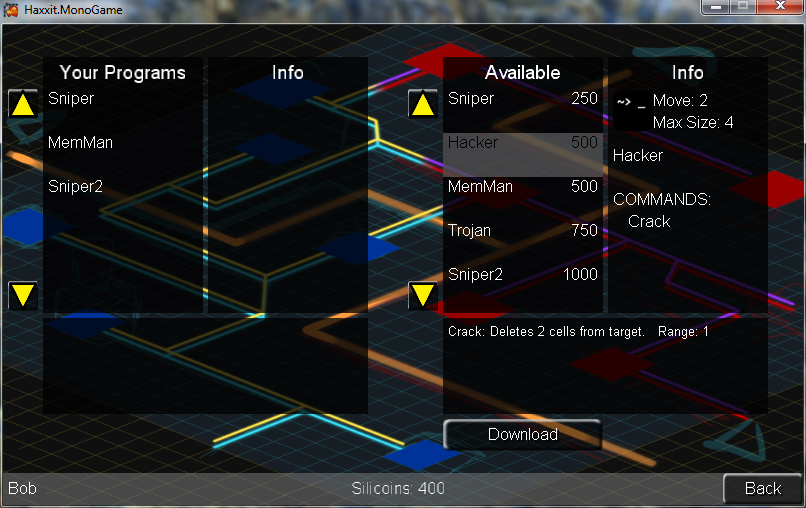 Haxxit.MonoGame
Your Programs
Sniper
MemMan
Sniper2
Info
Available
Sniper 250
Hacker 500
MemMan 500
Trojan 750
Sniper2 1000
Info
~> _ Move: 2
Max Size: 4
Hacker
COMMANDS:
Crack
Crack: Deletes 2 cells from target. Range: 1
Download
Bob
Silicoins: 400
Back